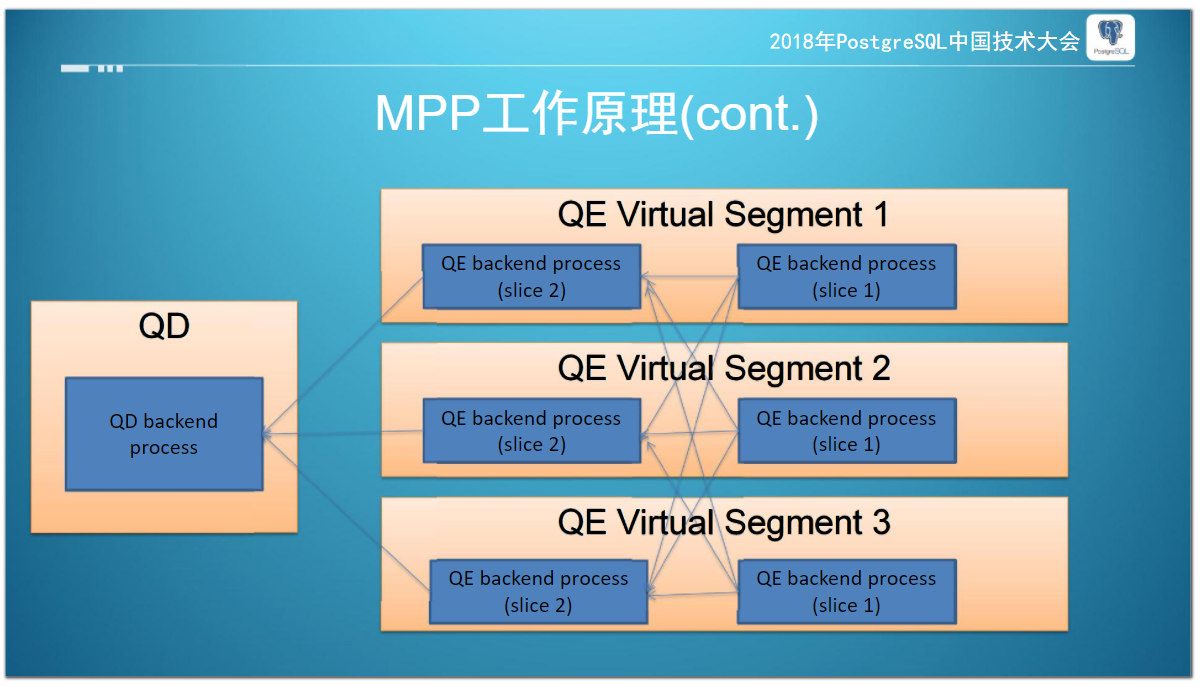 2018年PostgreSQL中国技术大会
PostgreSQL
MPP工作原理(cont.)
QE Virtual Segment 1
QE backend process
(slice 2)
QE backend process
(slice 1)
QD
QD backend
process
QE Virtual Segment 2
QE backend process
(slice 2)
QE backend process
(slice 1)
QE Virtual Segment 3
QE backend process
(slice 2)
QE backend process
(slice 1)